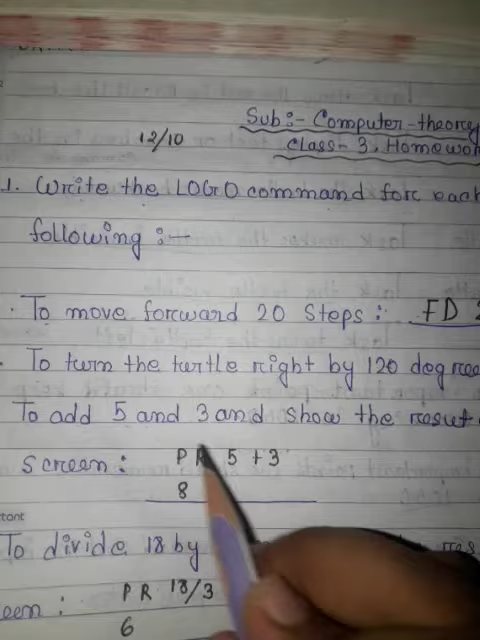 Sub:- Computer-theory
12/10
Class- 3. Homework
1. Write the LOGO command for each
following :-
To move forward 20 steps: FD
To turn the turtle right by 120 degree
To add 5 and 3 and show the result
screen: PR 5 + 3
8
To divide 18 by
PR 18/3
6